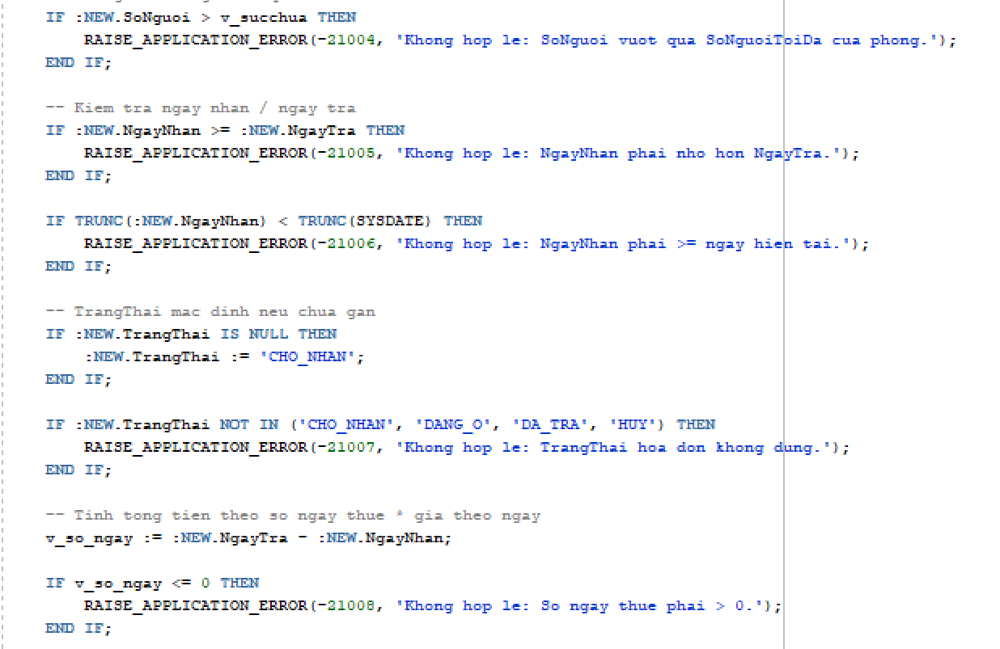 IF :NEW.SoNguoi > v_succhua THEN
    RAISE_APPLICATION_ERROR(-21004, 'Khong hop le: SoNguoi vuot qua SoNguoiToiDa cua phong.');
END IF;

-- Kiem tra ngay nhan / ngay tra
IF :NEW.NgayNhan >= :NEW.NgayTra THEN
    RAISE_APPLICATION_ERROR(-21005, 'Khong hop le: NgayNhan phai nho hon NgayTra.');
END IF;

IF TRUNC(:NEW.NgayNhan) < TRUNC(SYSDATE) THEN
    RAISE_APPLICATION_ERROR(-21006, 'Khong hop le: NgayNhan phai >= ngay hien tai.');
END IF;

-- TrangThai mac dinh neu chua gan
IF :NEW.TrangThai IS NULL THEN
    :NEW.TrangThai := 'CHO_NHAN';
END IF;

IF :NEW.TrangThai NOT IN ('CHO_NHAN', 'DANG_O', 'DA_TRA', 'HUY') THEN
    RAISE_APPLICATION_ERROR(-21007, 'Khong hop le: TrangThai hoa don khong dung.');
END IF;

-- Tinh tong tien theo so ngay thue * gia theo ngay
v_so_ngay := :NEW.NgayTra - :NEW.NgayNhan;

IF v_so_ngay <= 0 THEN
    RAISE_APPLICATION_ERROR(-21008, 'Khong hop le: So ngay thue phai > 0.');
END IF;